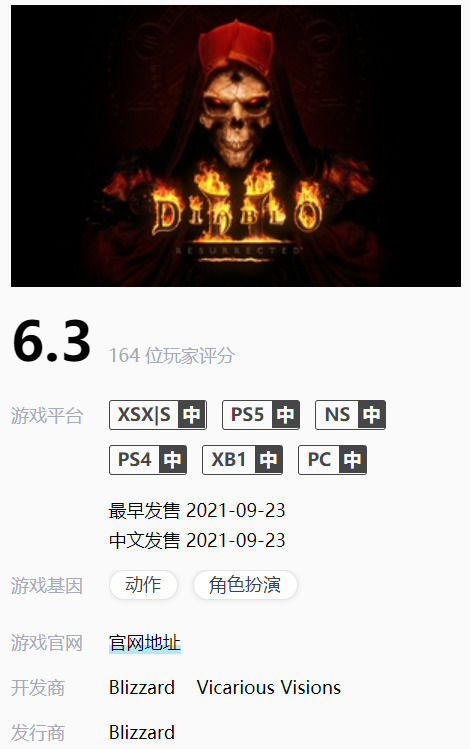 DIABLO
II
RESURRECTED
6.3 164 位玩家评分
游戏平台 XSX|S 中 PS5 中 NS 中
PS4 中 XB1 中 PC 中
最早发售 2021-09-23
中文发售 2021-09-23
游戏基因 动作 角色扮演
游戏官网 官网地址
开发商 Blizzard Vicarious Visions
发行商 Blizzard